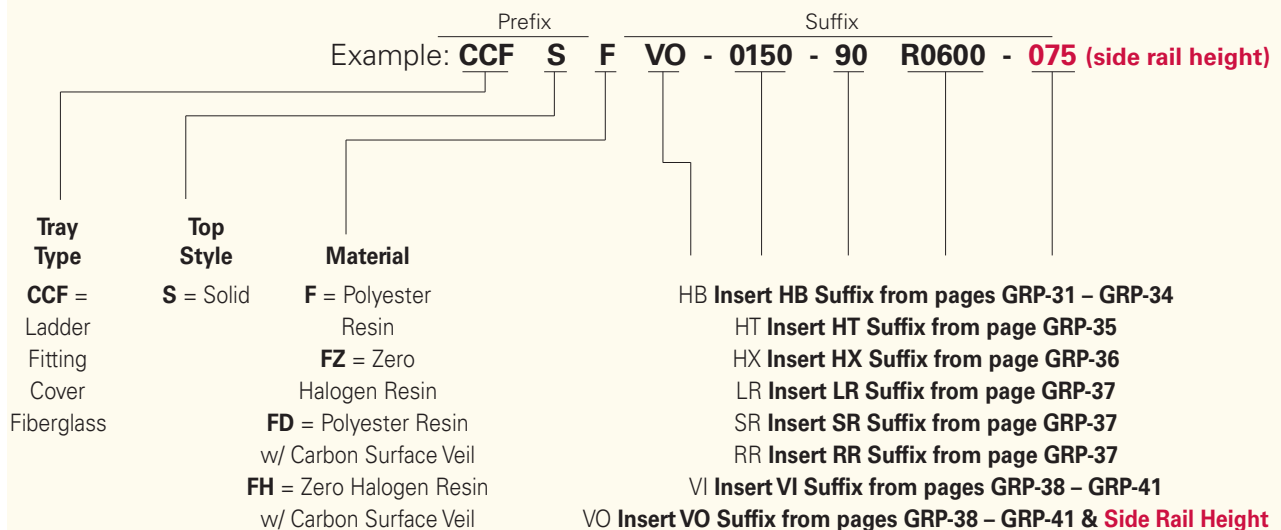 Prefix Suffix
Example: CCF S F VO - 0150 - 90 R0600 - 075 (side rail height)
Tray
Type
CCF =
Ladder
Fitting
Cover
Fiberglass
Top
Style
S = Solid
Material
F = Polyester
Resin
FZ = Zero
Halogen Resin
FD = Polyester Resin
w/ Carbon Surface Veil
FH = Zero Halogen Resin
w/ Carbon Surface Veil
HB Insert HB Suffix from pages GRP-31 – GRP-34
HT Insert HT Suffix from page GRP-35
HX Insert HX Suffix from page GRP-36
LR Insert LR Suffix from page GRP-37
SR Insert SR Suffix from page GRP-37
RR Insert RR Suffix from page GRP-37
VI Insert VI Suffix from pages GRP-38 – GRP-41
VO Insert VO Suffix from pages GRP-38 – GRP-41 & Side Rail Height